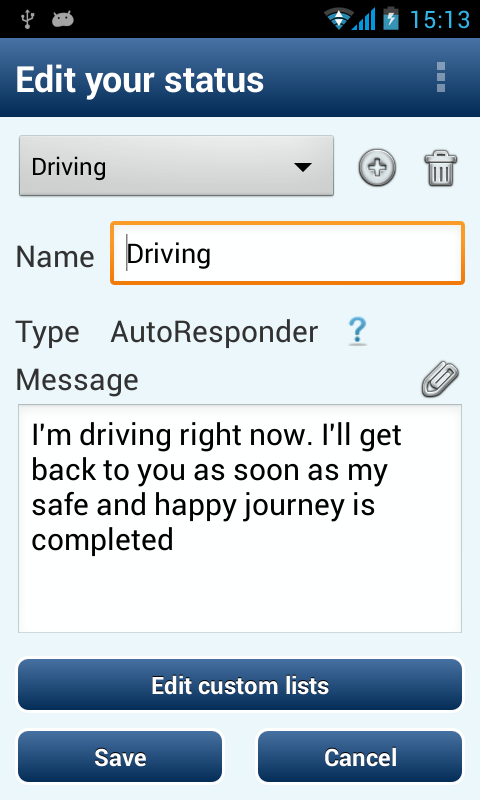 15:13
Edit your status
Driving
Name Driving
Type AutoResponder ?
Message
I'm driving right now. I'll get
back to you as soon as my
safe and happy journey is
completed
Edit custom lists
Save Cancel